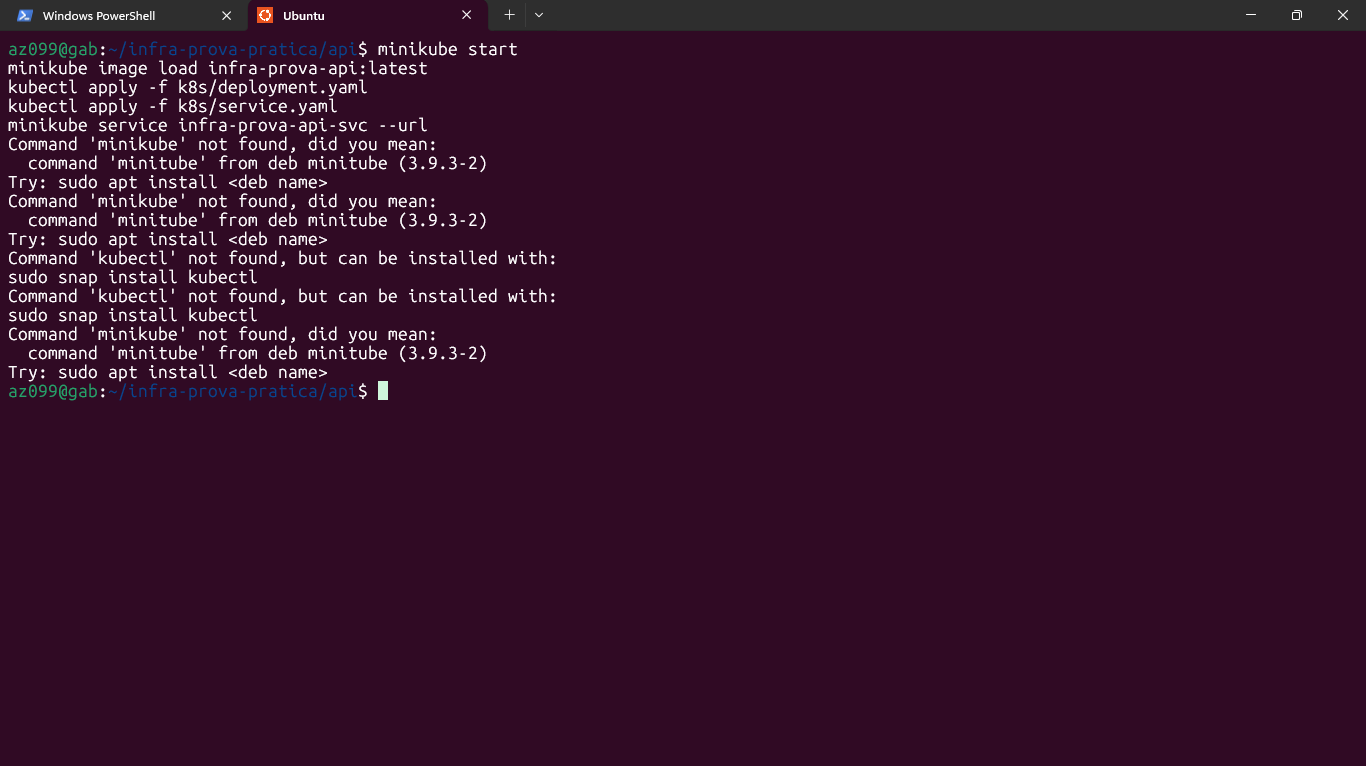 Windows PowerShell
Ubuntu
az099@gab:~/infra-prova-pratica/api$ minikube start
minikube image load infra-prova-api:latest
kubectl apply -f k8s/deployment.yaml
kubectl apply -f k8s/service.yaml
minikube service infra-prova-api-svc --url
Command 'minikube' not found, did you mean:
  command 'minitube' from deb minitube (3.9.3-2)
Try: sudo apt install <deb name>
Command 'minikube' not found, did you mean:
  command 'minitube' from deb minitube (3.9.3-2)
Try: sudo apt install <deb name>
Command 'kubectl' not found, but can be installed with:
sudo snap install kubectl
Command 'kubectl' not found, but can be installed with:
sudo snap install kubectl
Command 'minikube' not found, did you mean:
  command 'minitube' from deb minitube (3.9.3-2)
Try: sudo apt install <deb name>
az099@gab:~/infra-prova-pratica/api$